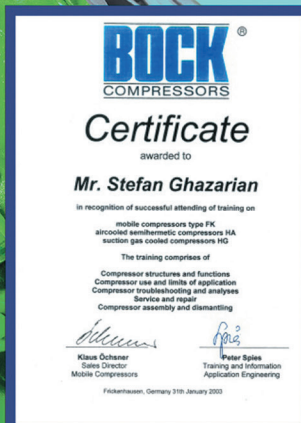 BOCK®
COMPRESSORS
Certificate
awarded to
Mr. Stefan Ghazarian
in recognition of successful attending of training on
mobile compressors type FK
aircooled semihermetic compressors HA
suction gas cooled compressors HG
The training comprises of
Compressor structures and functions
Compressor use and limits of application
Compressor troubleshooting and analyses
Service and repair
Compressor assembly and dismantling
Klaus Öchsner
Sales Director
Mobile Compressors
Peter Spies
Training and Information
Application Engineering
Frickenhausen, Germany 31th January 2003